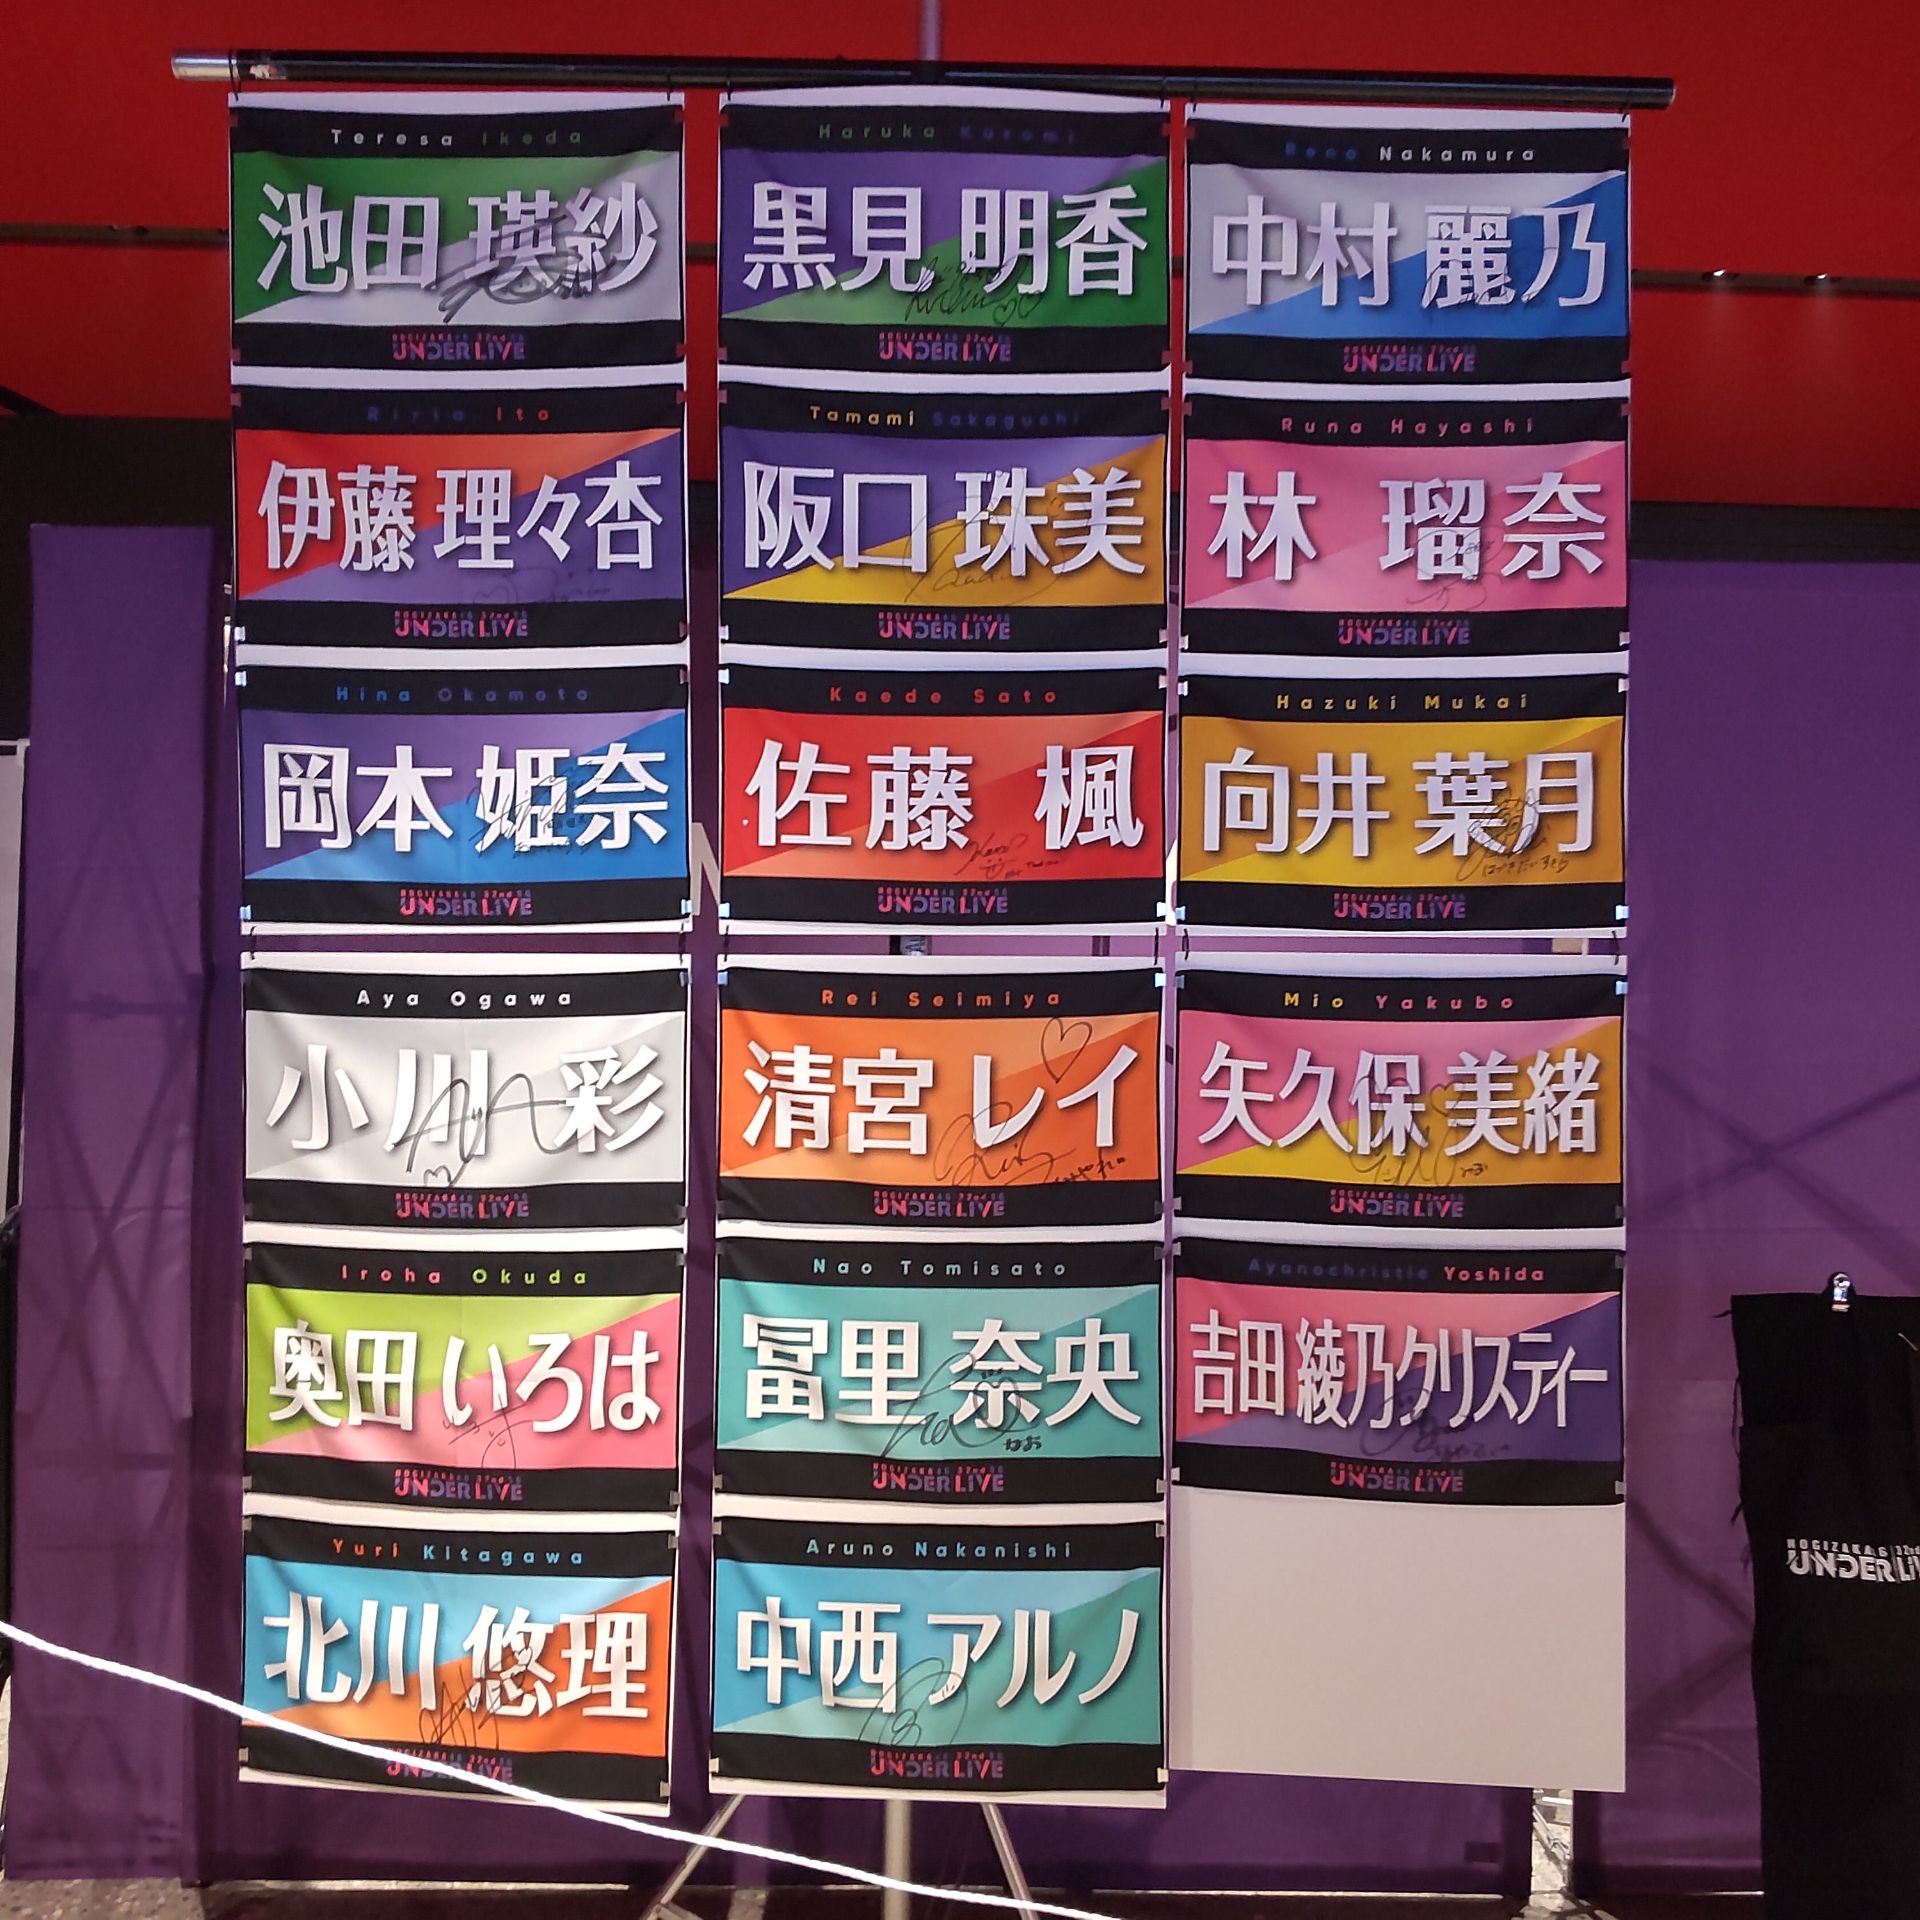 Teresa Ikeda
池田 瑛紗
NOGIZAKA46 32nd SG
UNDER LIVE
Riria Ito
伊藤 理々杏
NOGIZAKA46 32nd SG
UNDER LIVE
Hina Okamoto
岡本 姫奈
NOGIZAKA46 32nd SG
UNDER LIVE
Aya Ogawa
小川 彩
NOGIZAKA46 32nd SG
UNDER LIVE
Iroha Okuda
奥田 いろは
NOGIZAKA46 32nd SG
UNDER LIVE
Yuri Kitagawa
北川 悠理
NOGIZAKA46 32nd SG
UNDER LIVE
Haruka Kuromi
黒見 明香
NOGIZAKA46 32nd SG
UNDER LIVE
Tamami Sakaguchi
阪口 珠美
NOGIZAKA46 32nd SG
UNDER LIVE
Kaede Sato
佐藤 楓
NOGIZAKA46 32nd SG
UNDER LIVE
Rei Seimiya
清宮 レイ
NOGIZAKA46 32nd SG
UNDER LIVE
Nao Tomisato
冨里 奈央
NOGIZAKA46 32nd SG
UNDER LIVE
Aruno Nakanishi
中西 アルノ
NOGIZAKA46 32nd SG
UNDER LIVE
Reno Nakamura
中村 麗乃
NOGIZAKA46 32nd SG
UNDER LIVE
Runa Hayashi
林 瑠奈
NOGIZAKA46 32nd SG
UNDER LIVE
Hazuki Mukai
向井 葉月
NOGIZAKA46 32nd SG
UNDER LIVE
Mio Yakubo
矢久保 美緒
NOGIZAKA46 32nd SG
UNDER LIVE
Ayanochristie Yoshida
吉田 綾乃クリスティー
NOGIZAKA46 32nd SG
UNDER LIVE
NOGIZAKA46 32nd
UNDER LIV